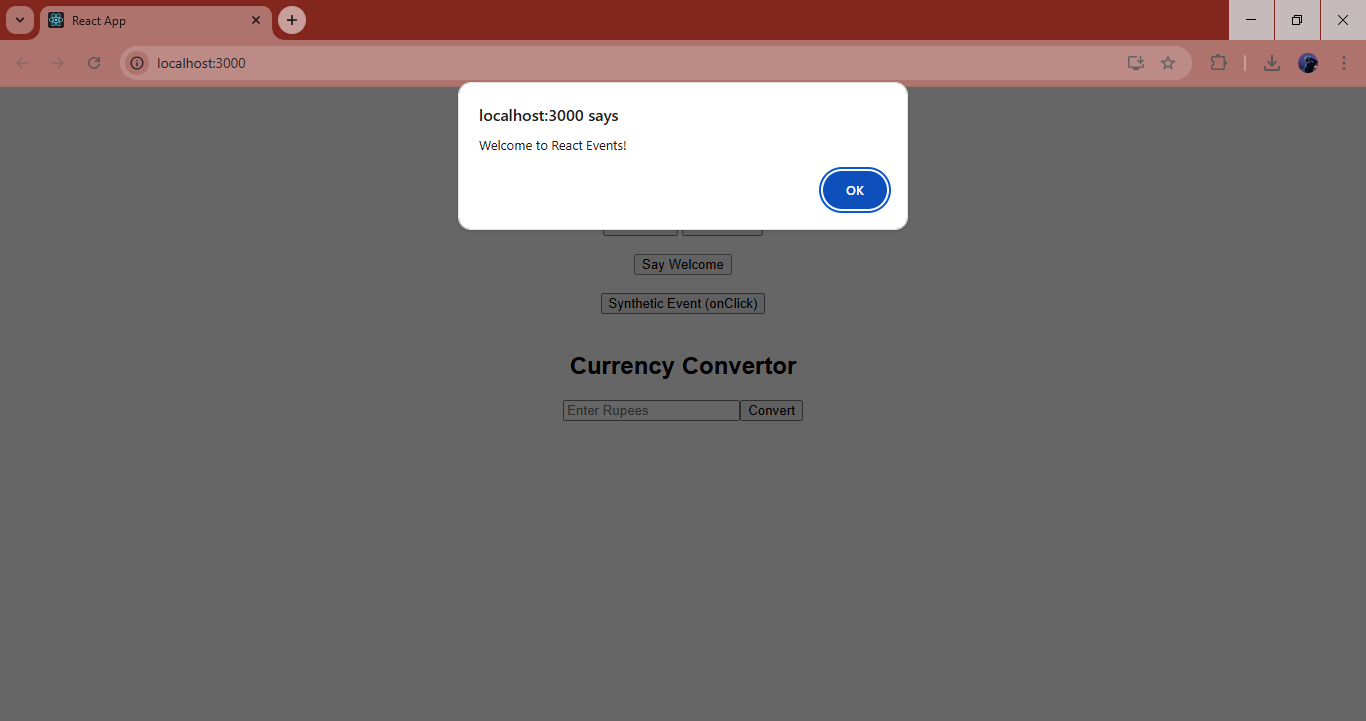 React App
localhost:3000
localhost:3000 says
Welcome to React Events!
OK
Say Welcome
Synthetic Event (onClick)
Currency Convertor
Enter Rupees Convert